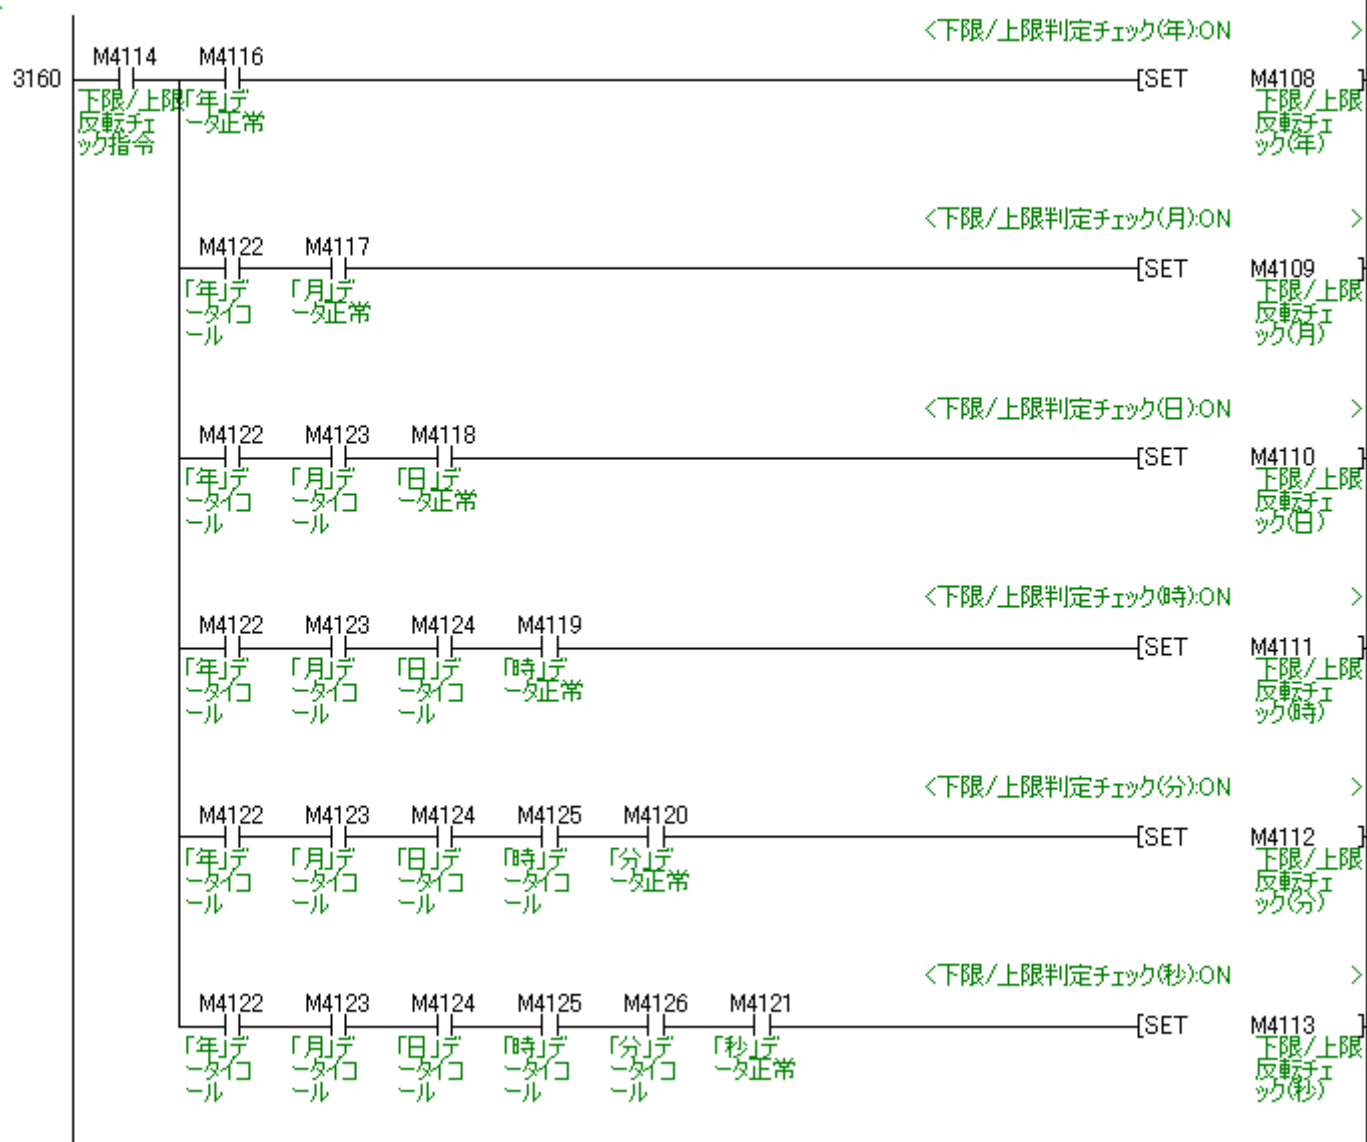 <下限/上限判定チェック(年):ON >
M4114 M4116
3160 [SET M4108 ]
下限/上限 「年」デ 下限/上限
反転チェ ータ正常 反転チェ
ック指令 ック(年)
<下限/上限判定チェック(月):ON >
M4122 M4117
[SET M4109 ]
「年」デ 「月」デ 下限/上限
ータイコ ータ正常 反転チェ
ール ック(月)
<下限/上限判定チェック(日):ON >
M4122 M4123 M4118
[SET M4110 ]
「年」デ 「月」デ 「日」デ 下限/上限
ータイコ ータイコ ータ正常 反転チェ
ール ール ック(日)
<下限/上限判定チェック(時):ON >
M4122 M4123 M4124 M4119
[SET M4111 ]
「年」デ 「月」デ 「日」デ 「時」デ 下限/上限
ータイコ ータイコ ータイコ ータ正常 反転チェ
ール ール ール ック(時)
<下限/上限判定チェック(分):ON >
M4122 M4123 M4124 M4125 M4120
[SET M4112 ]
「年」デ 「月」デ 「日」デ 「時」デ 「分」デ 下限/上限
ータイコ ータイコ ータイコ ータイコ ータ正常 反転チェ
ール ール ール ール ック(分)
<下限/上限判定チェック(秒):ON >
M4122 M4123 M4124 M4125 M4126 M4121
[SET M4113 ]
「年」デ 「月」デ 「日」デ 「時」デ 「分」デ 「秒」デ 下限/上限
ータイコ ータイコ ータイコ ータイコ ータイコ ータ正常 反転チェ
ール ール ール ール ール ック(秒)